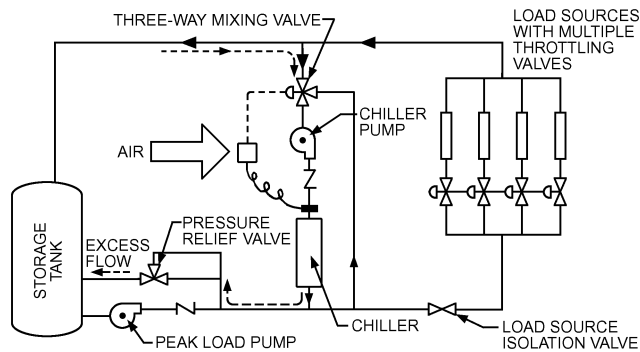 THREE-WAY MIXING VALVE
LOAD SOURCES
WITH MULTIPLE
THROTTLING
VALVES
CHILLER
PUMP
AIR
STORAGE
TANK
EXCESS
FLOW
PRESSURE
RELIEF VALVE
PEAK LOAD PUMP
CHILLER
LOAD SOURCE
ISOLATION VALVE